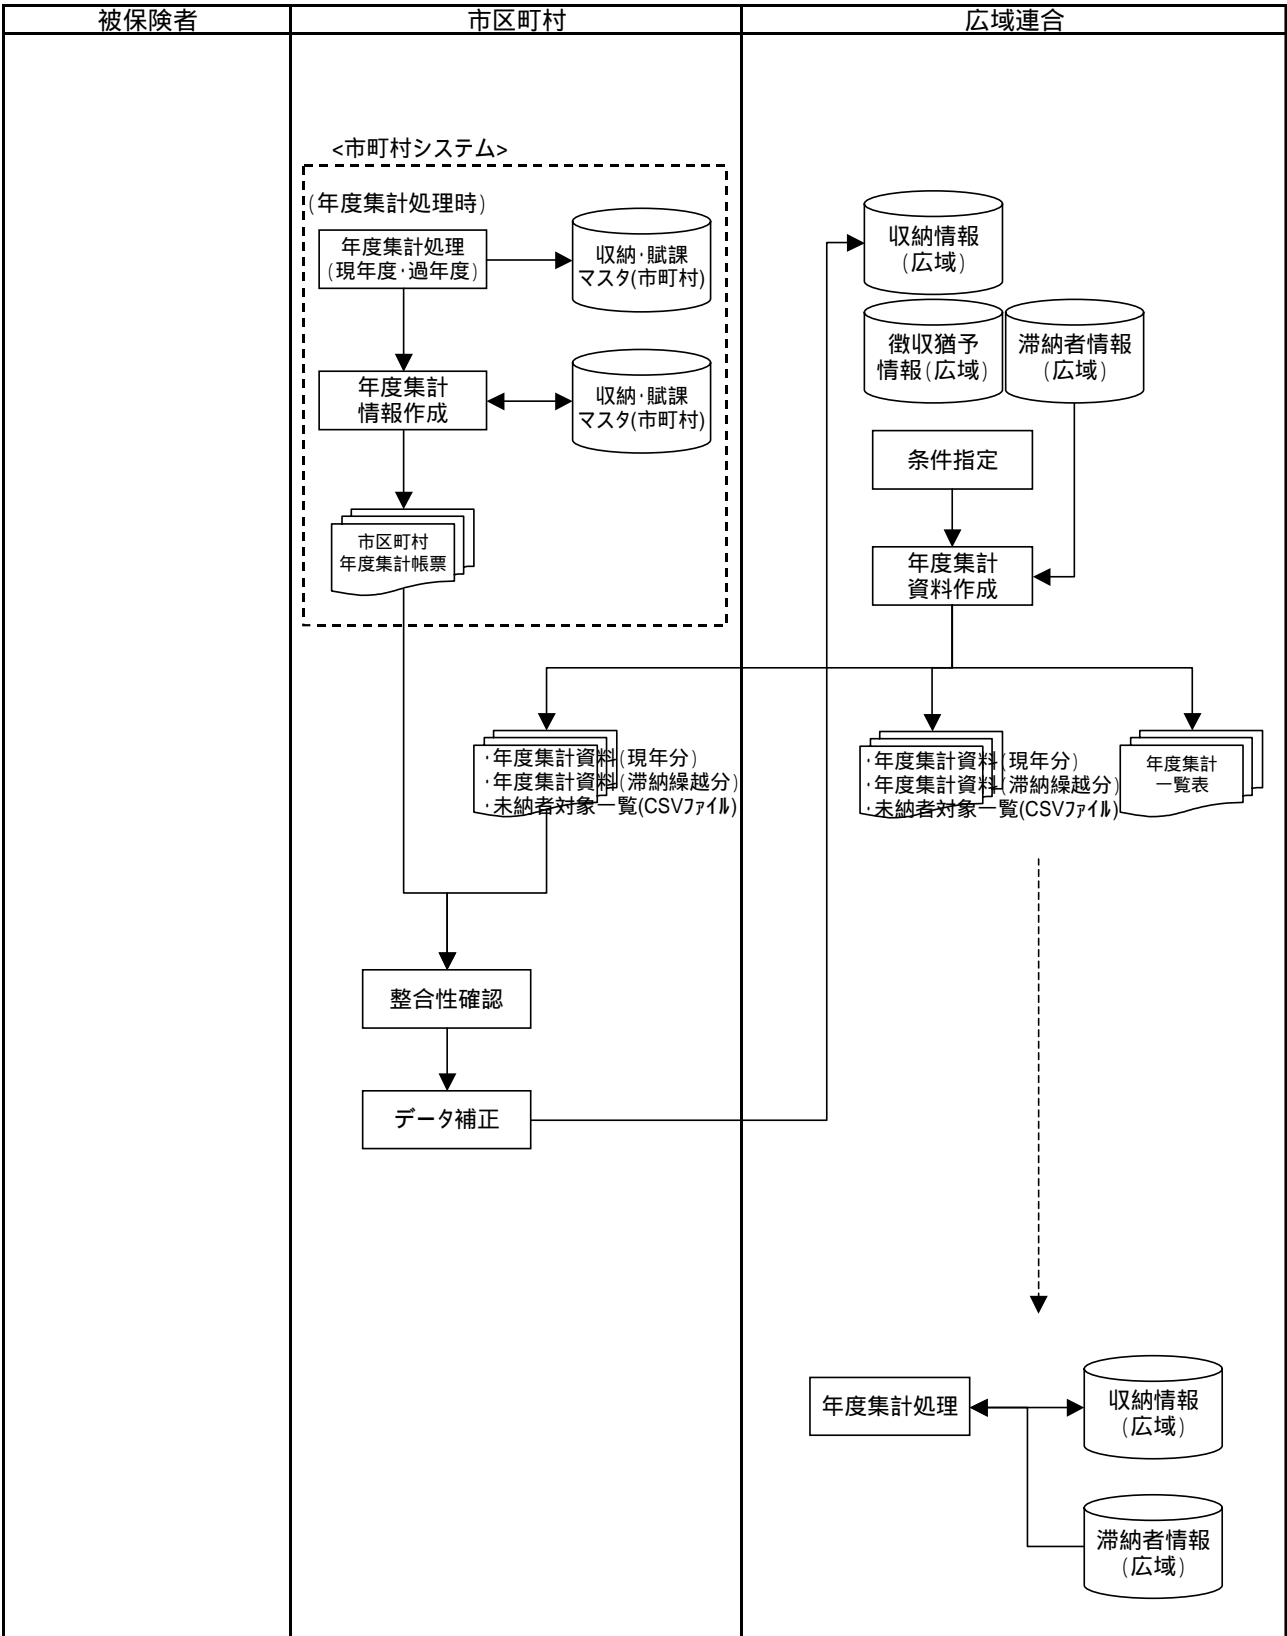 被保険者
市区町村
広域連合
<市町村システム>
(年度集計処理時)
年度集計処理
(現年度・過年度)
収納・賦課
マスタ(市町村)
年度集計
情報作成
収納・賦課
マスタ(市町村)
市区町村
年度集計帳票
収納情報
(広域)
徴収猶予
情報(広域)
滞納者情報
(広域)
条件指定
年度集計
資料作成
・年度集計資料(現年分)
・年度集計資料(滞納繰越分)
・未納者対象一覧(CSVファイル)
・年度集計資料(現年分)
・年度集計資料(滞納繰越分)
・未納者対象一覧(CSVファイル)
年度集計
一覧表
整合性確認
データ補正
年度集計処理
収納情報
(広域)
滞納者情報
(広域)